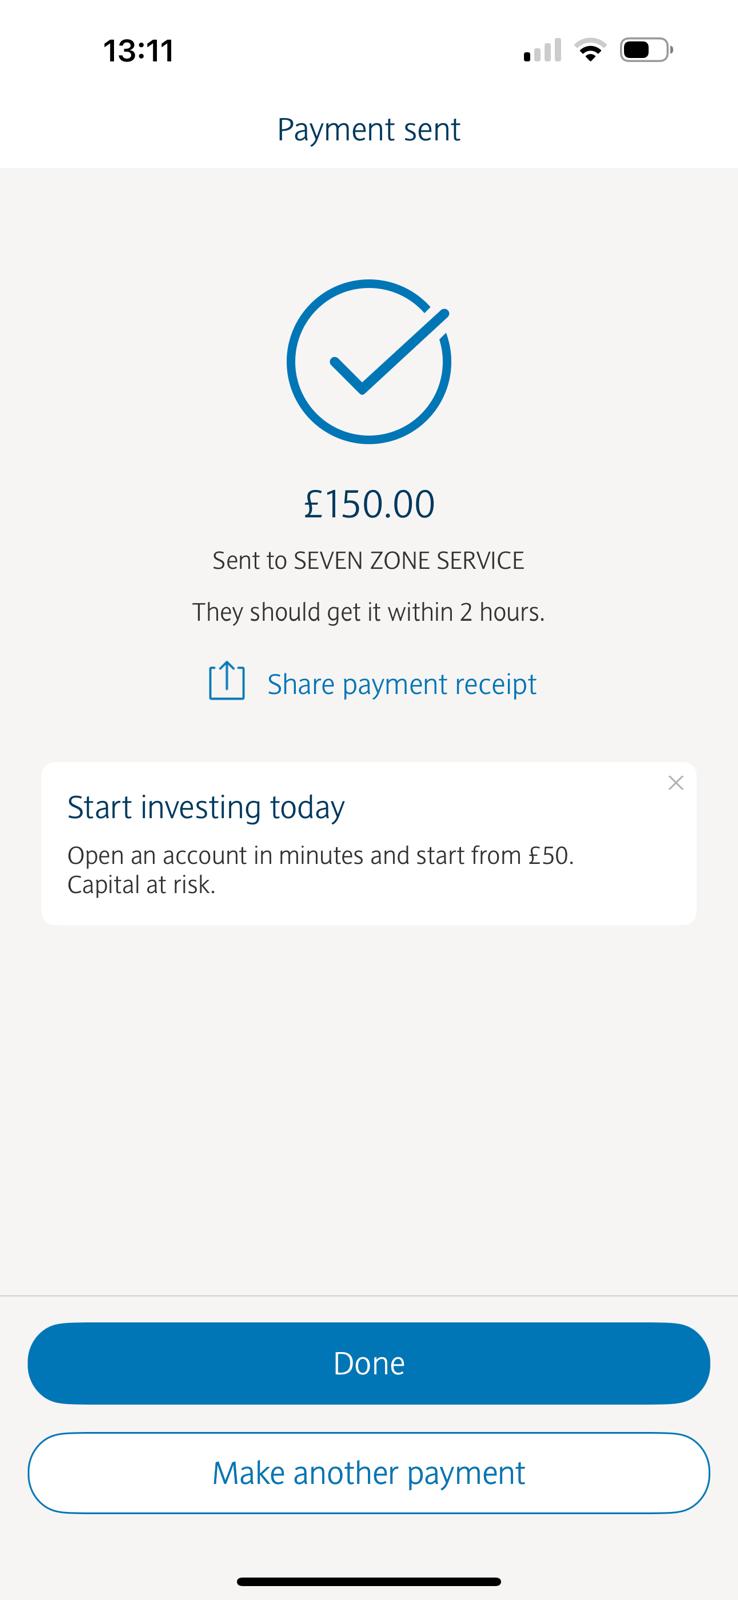 13:11
Payment sent
£150.00
Sent to SEVEN ZONE SERVICE
They should get it within 2 hours.
Share payment receipt
Start investing today
Open an account in minutes and start from £50.
Capital at risk.
Done
Make another payment